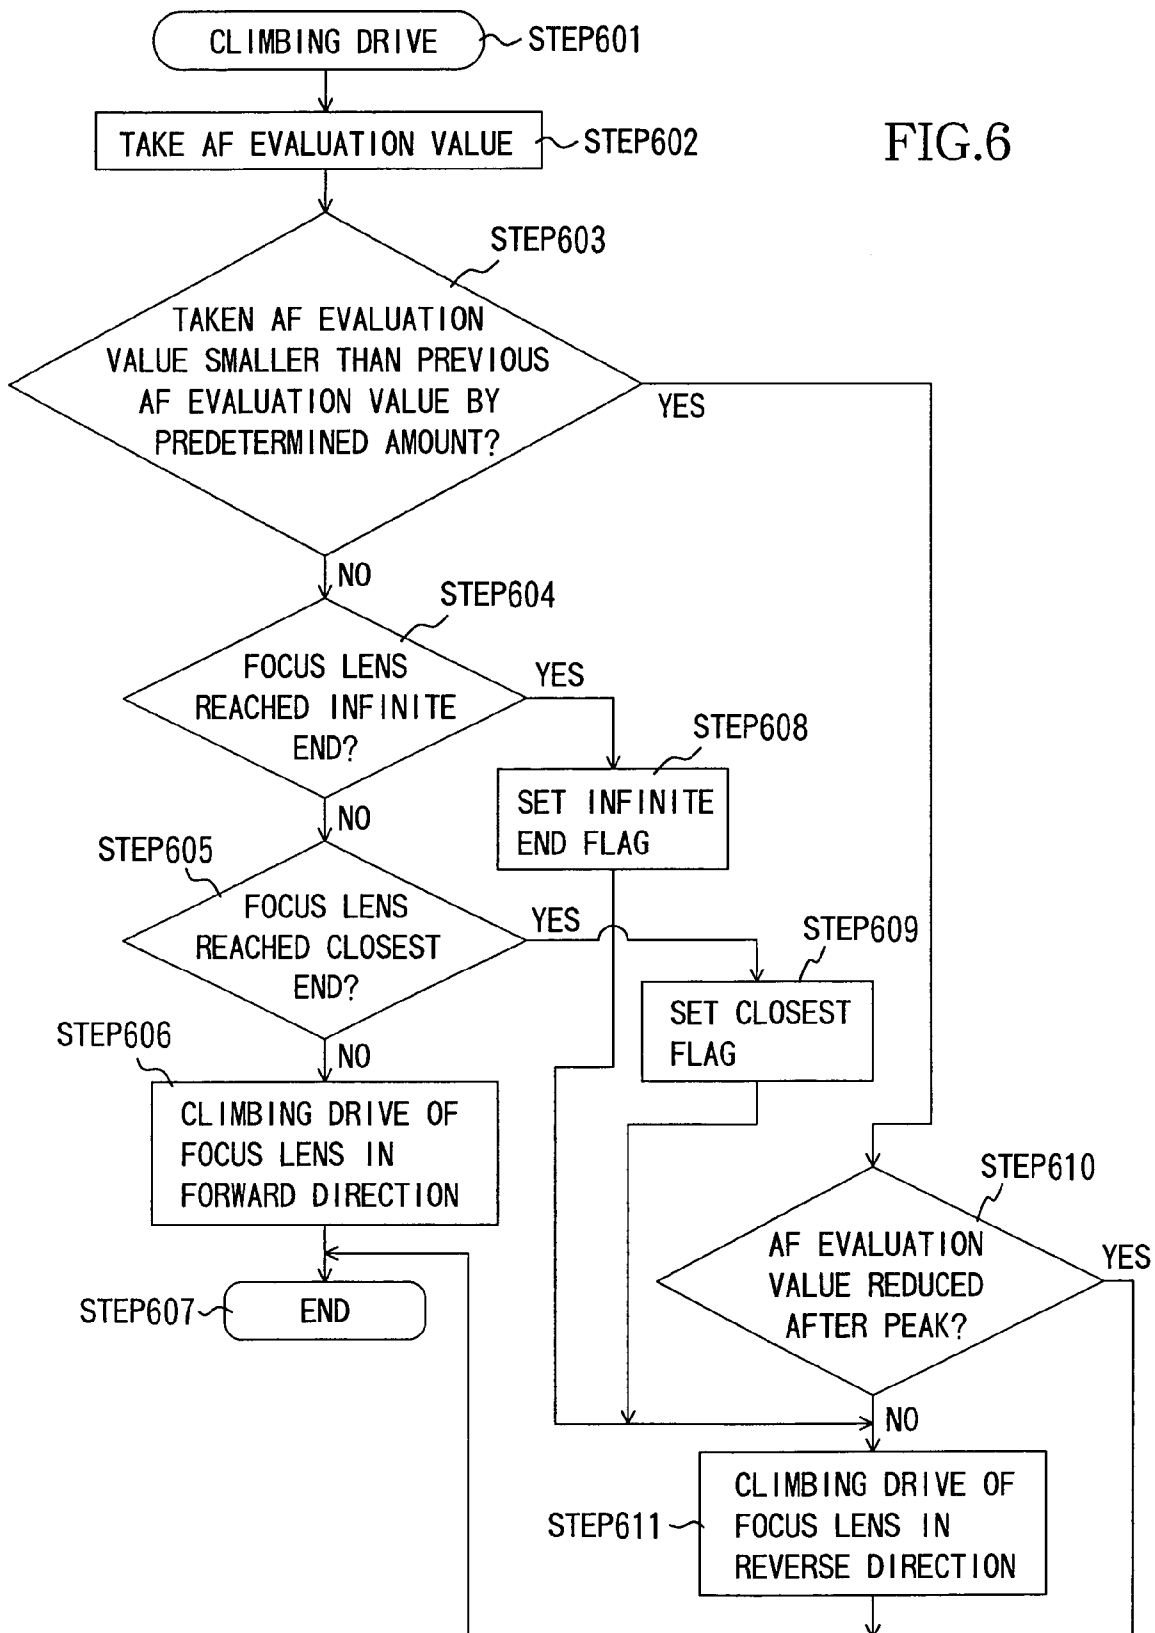 CLIMBING DRIVE
STEP601
TAKE AF EVALUATION VALUE
STEP602
FIG.6
STEP603
TAKEN AF EVALUATION
VALUE SMALLER THAN PREVIOUS
AF EVALUATION VALUE BY
PREDETERMINED AMOUNT?
YES
NO
STEP604
FOCUS LENS
REACHED INFINITE
END?
YES
STEP608
SET INFINITE
END FLAG
NO
STEP605
FOCUS LENS
REACHED CLOSEST
END?
YES
STEP609
SET CLOSEST
FLAG
STEP606
NO
CLIMBING DRIVE OF
FOCUS LENS IN
FORWARD DIRECTION
STEP610
AF EVALUATION
VALUE REDUCED
AFTER PEAK?
YES
STEP607
END
NO
CLIMBING DRIVE OF
FOCUS LENS IN
REVERSE DIRECTION
STEP611